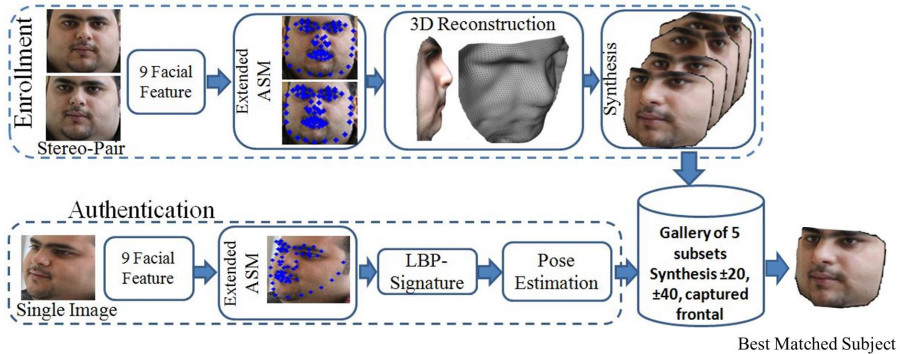 Enrollment
Stereo-Pair
9 Facial
Feature
Extended
ASM
3D Reconstruction
Synthesis
Authentication
Single Image
9 Facial
Feature
Extended
ASM
LBP-
Signature
Pose
Estimation
Gallery of 5
subsets
Synthesis ±20,
±40, captured
frontal
Best Matched Subject